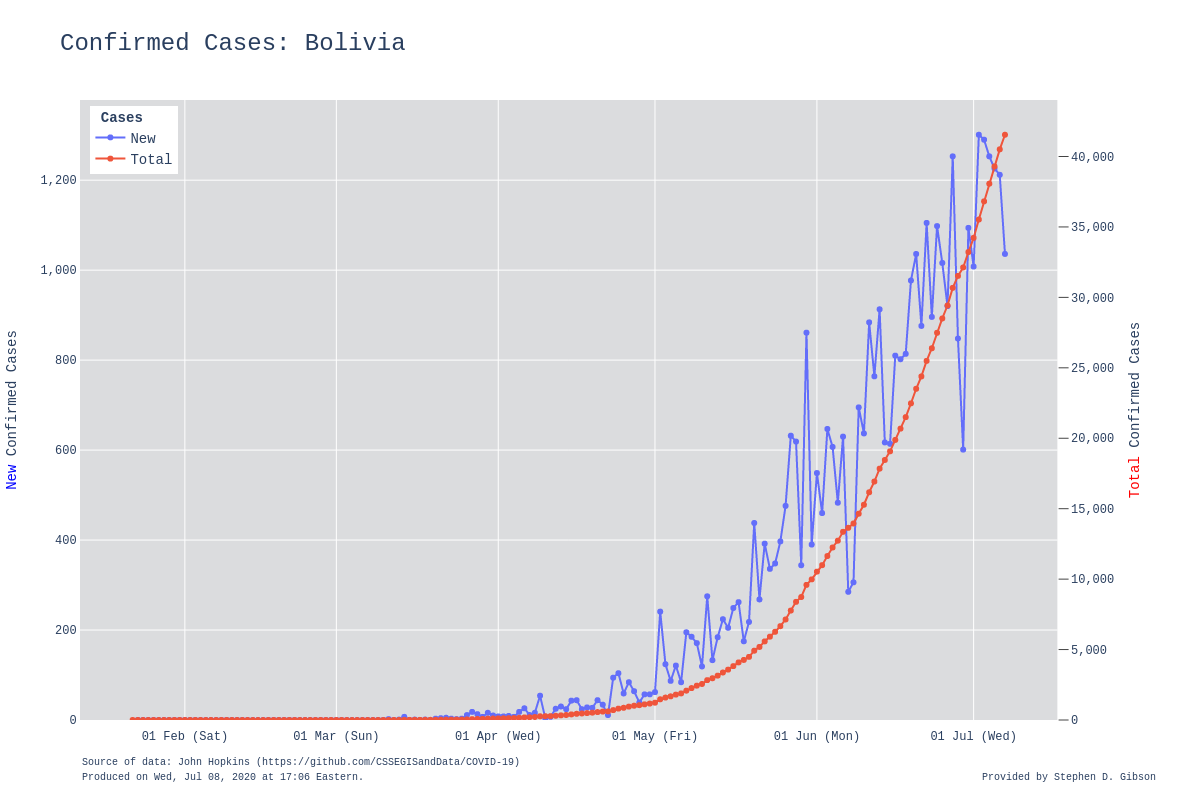 Confirmed Cases: Bolivia
Cases
New
Total
1,200
1,000
800
600
400
200
0
New Confirmed Cases
40,000
35,000
30,000
25,000
20,000
15,000
10,000
5,000
0
Total Confirmed Cases
01 Feb (Sat)
01 Mar (Sun)
01 Apr (Wed)
01 May (Fri)
01 Jun (Mon)
01 Jul (Wed)
Source of data: John Hopkins (https://github.com/CSSEGISandData/COVID-19)
Produced on Wed, Jul 08, 2020 at 17:06 Eastern.
Provided by Stephen D. Gibson